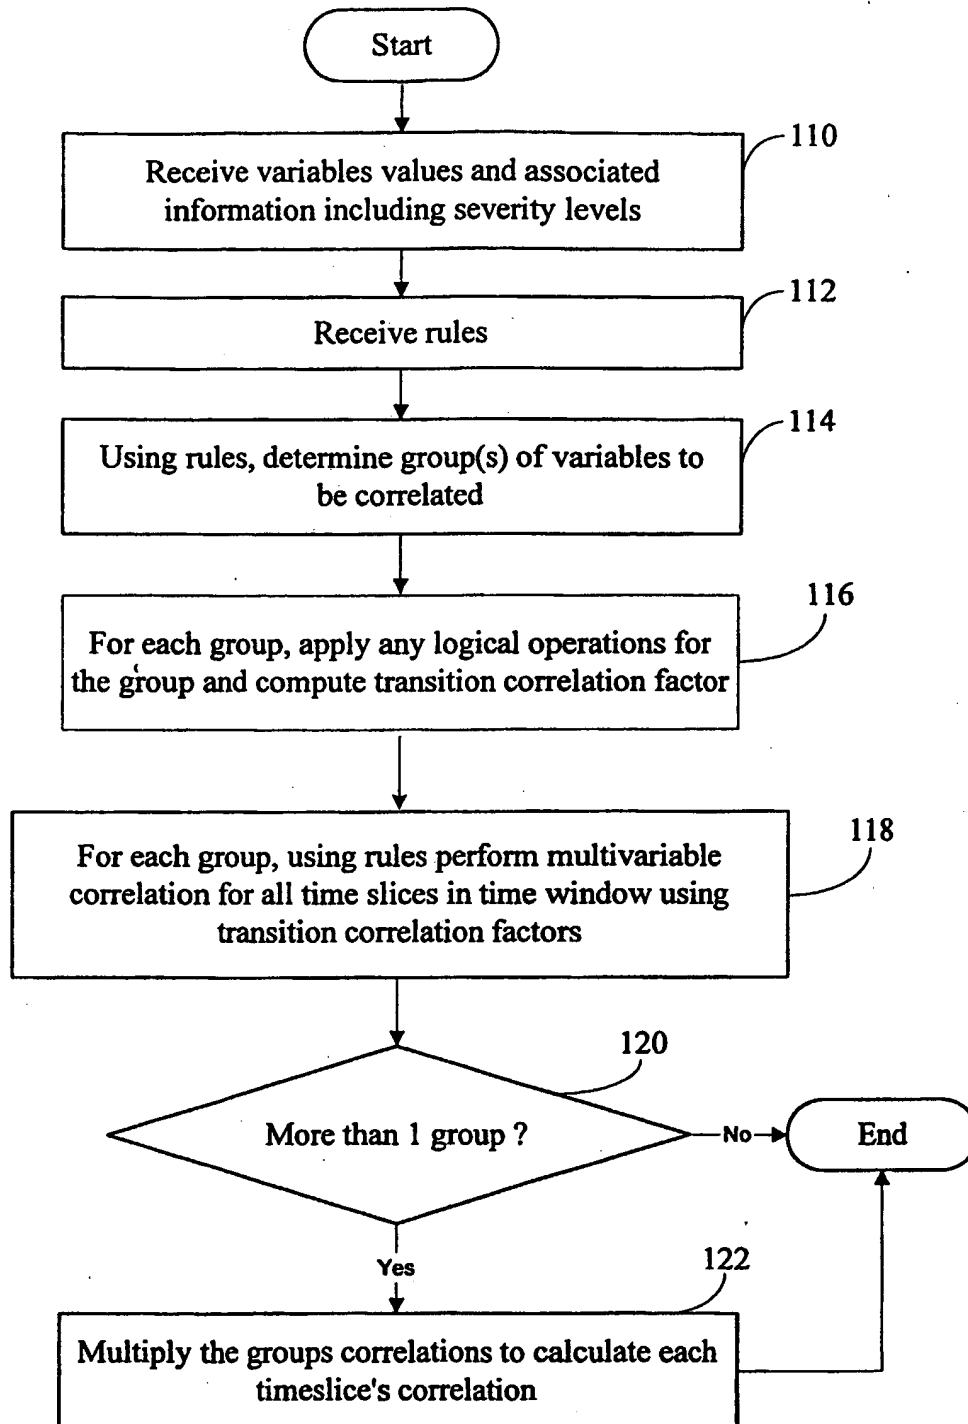 Start
110
Receive variables values and associated
information including severity levels
112
Receive rules
114
Using rules, determine group(s) of variables to
be correlated
116
For each group, apply any logical operations for
the group and compute transition correlation factor
118
For each group, using rules perform multivariable
correlation for all time slices in time window using
transition correlation factors
120
More than 1 group ?
No
End
Yes
122
Multiply the groups correlations to calculate each
timeslice's correlation